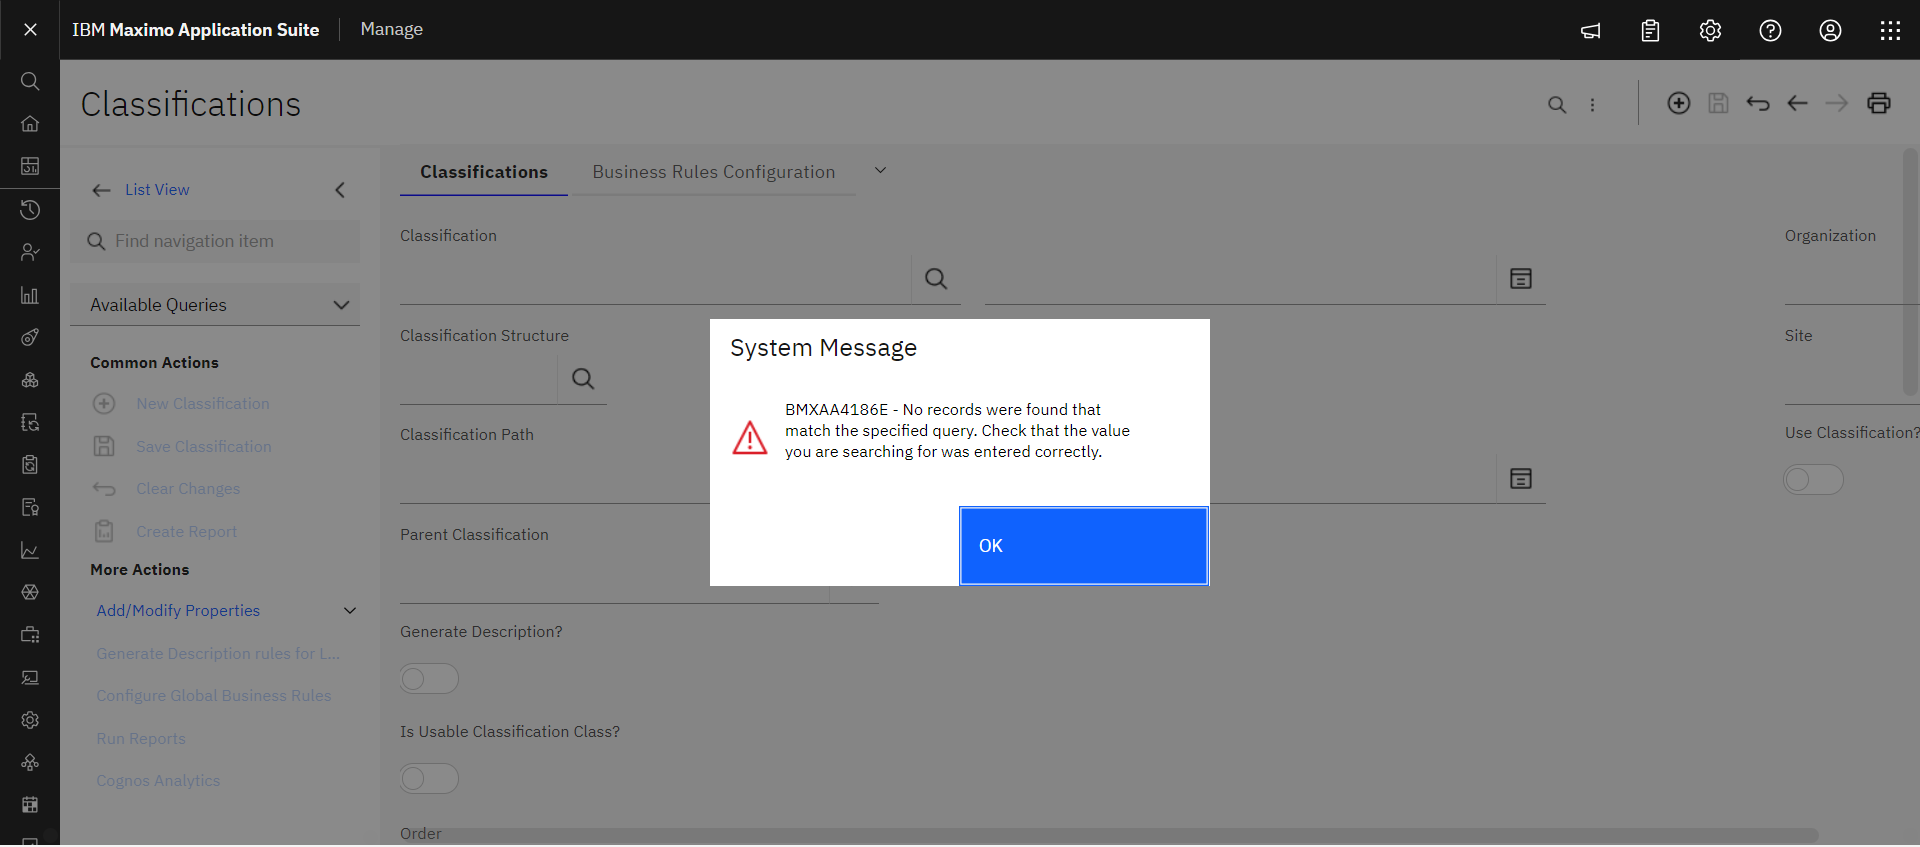 IBM Maximo Application Suite
Manage
Classifications
List View
Find navigation item
Available Queries
Common Actions
New Classification
Save Classification
Clear Changes
Create Report
More Actions
Add/Modify Properties
Generate Description rules for L...
Configure Global Business Rules
Run Reports
Cognos Analytics
Classifications
Business Rules Configuration
Classification
Organization
Classification Structure
Site
Classification Path
Use Classification?
Parent Classification
Generate Description?
Is Usable Classification Class?
Order
System Message
BMXAA4186E - No records were found that
match the specified query. Check that the value
you are searching for was entered correctly.
OK